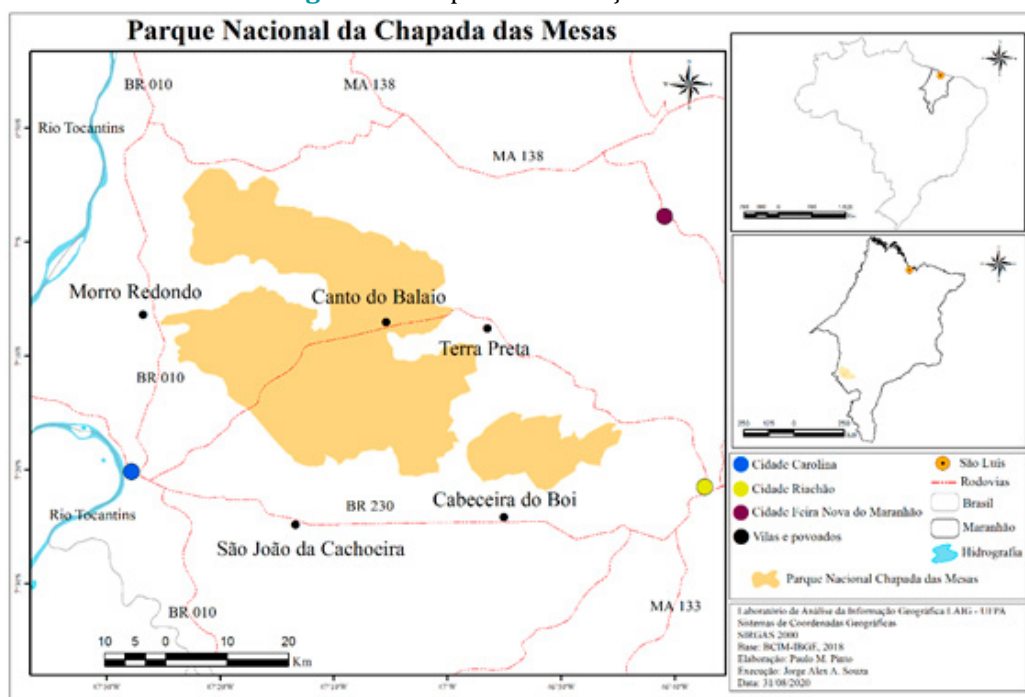 Parque Nacional da Chapada das Mesas
BR 010
MA 138
Rio Tocantins
MA 138
Morro Redondo
Canto do Balaio
Terra Preta
BR 010
BR 230
Cabeceira do Boi
Rio Tocantins
São João da Cachoeira
BR 010
MA 133
10 5 0 10 20
Km
Cidade Carolina
Cidade Riachão
Cidade Feira Nova do Maranhão
Vilas e povoados
São Luis
Rodovias
Brasil
Maranhão
Hidrografia
Parque Nacional Chapada das Mesas
Laboratório de Análise da Informação Geográfica LAIG - UFPA
Sistemas de Coordenadas Geográficas
SIRGAS 2000
Base: BCIM-IBGE, 2018
Elaboração: Paulo M. Pinto
Execução: Jorge Alex A. Souza
Data: 31/08/2020